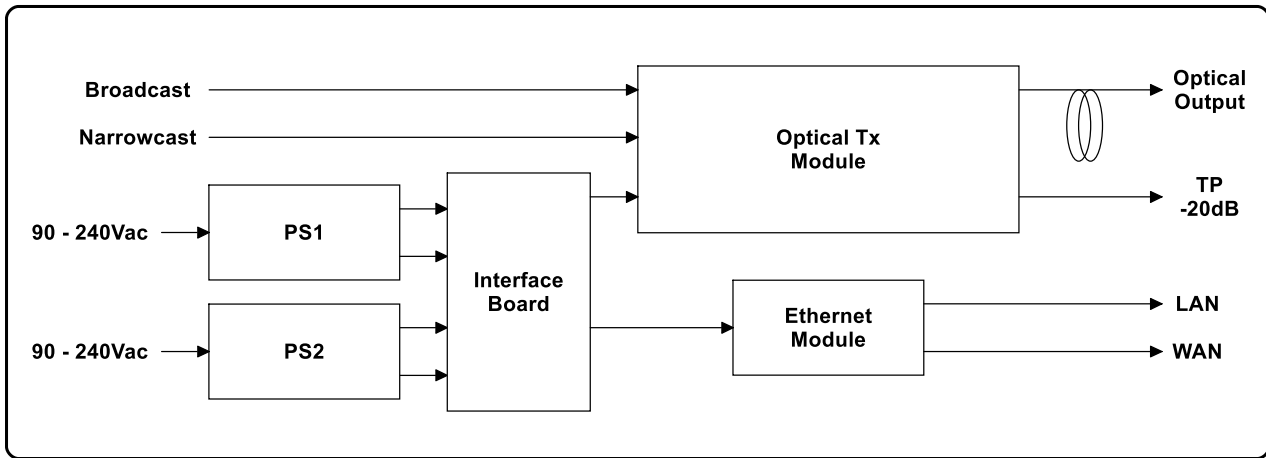 Broadcast
Narrowcast
Optical Tx
Module
Optical
Output
TP
-20dB
90 - 240Vac
PS1
Interface
Board
90 - 240Vac
PS2
Ethernet
Module
LAN
WAN